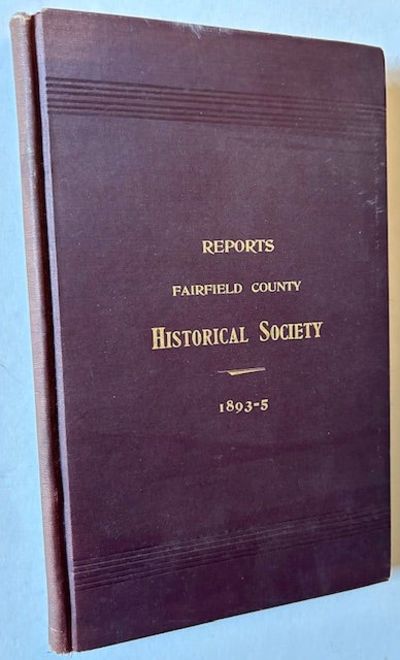 REPORTS
FAIRFIELD COUNTY
HISTORICAL SOCIETY
1893-5